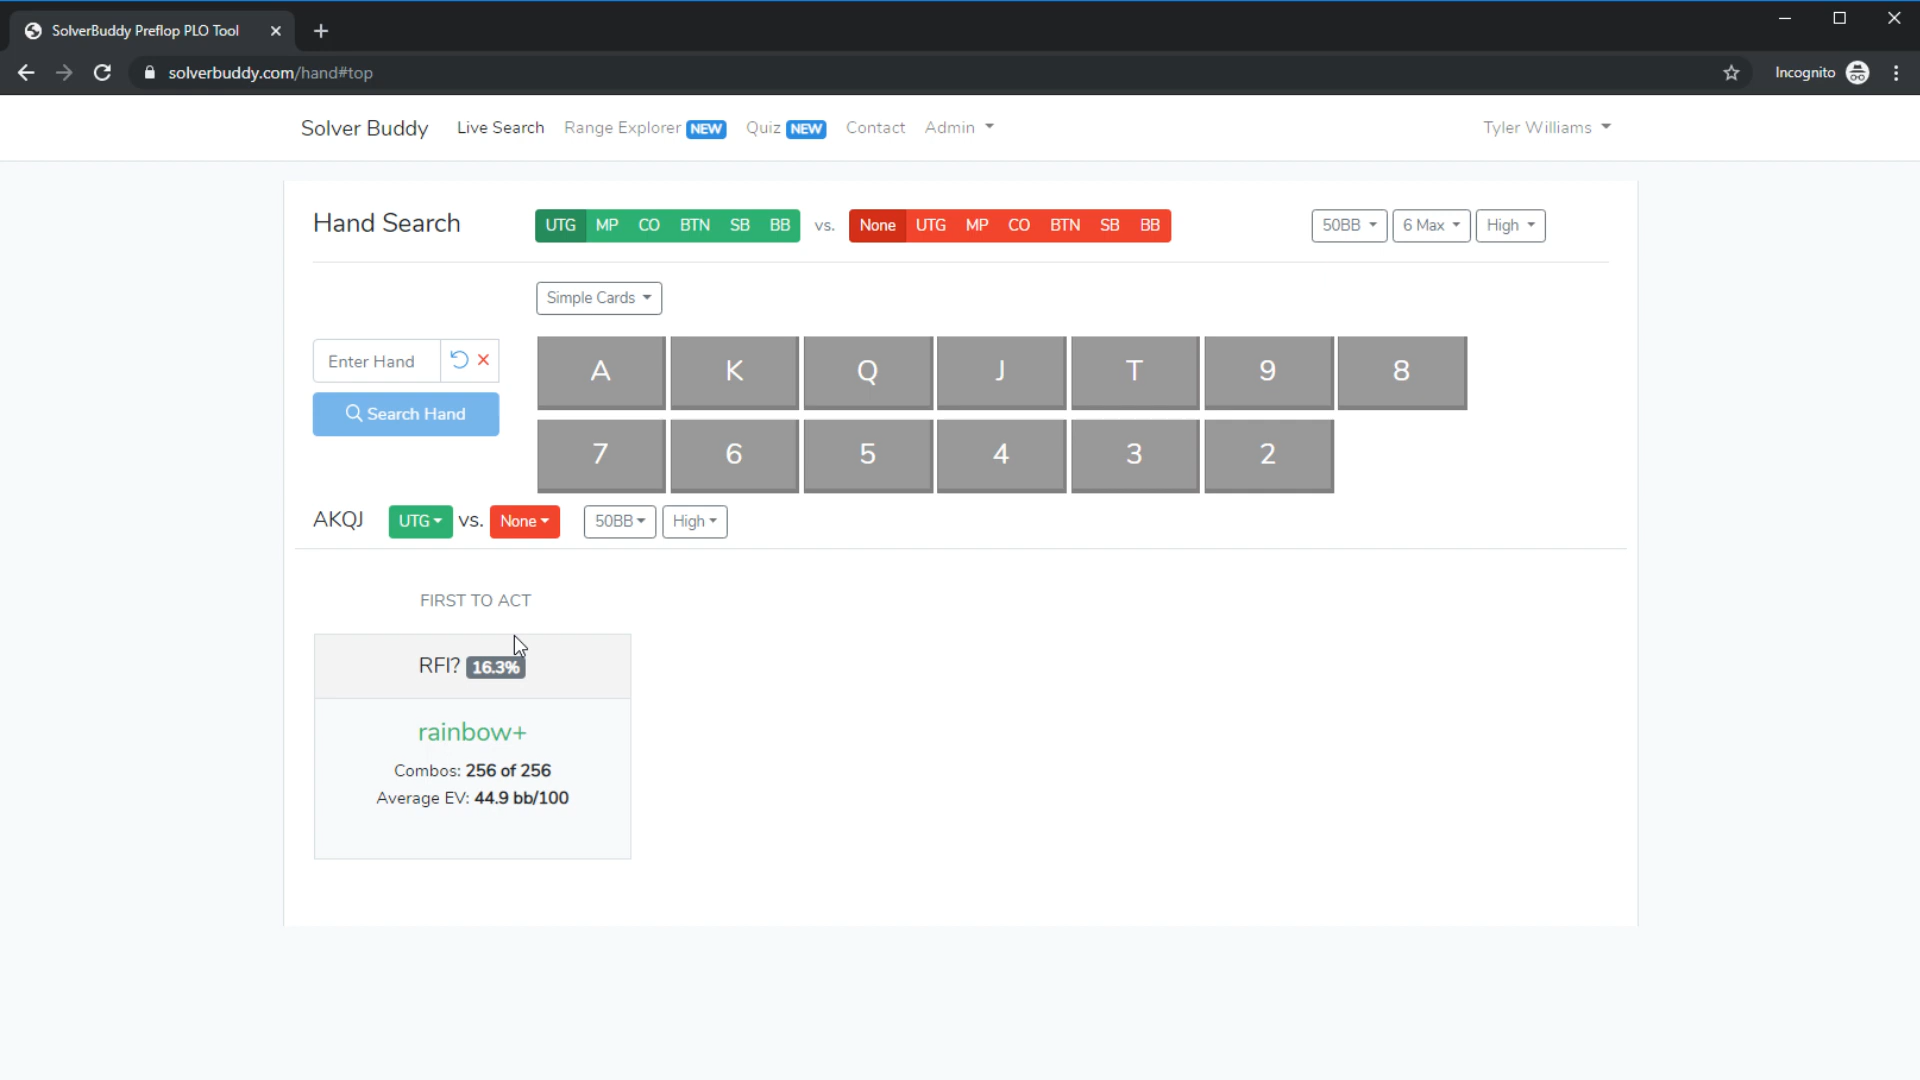 SolverBuddy Preflop PLO Tool
solverbuddy.com/hand#top
Incognito
Solver Buddy Live Search Range Explorer NEW Quiz NEW Contact Admin Tyler Williams
Hand Search UTG MP CO BTN SB BB vs. None UTG MP CO BTN SB BB 50BB 6 Max High
Simple Cards
Enter Hand
Search Hand
A K Q J T 9 8
7 6 5 4 3 2
AKQJ UTG vs. None 50BB High
FIRST TO ACT
RFI? 16.3%
rainbow+
Combos: 256 of 256
Average EV: 44.9 bb/100